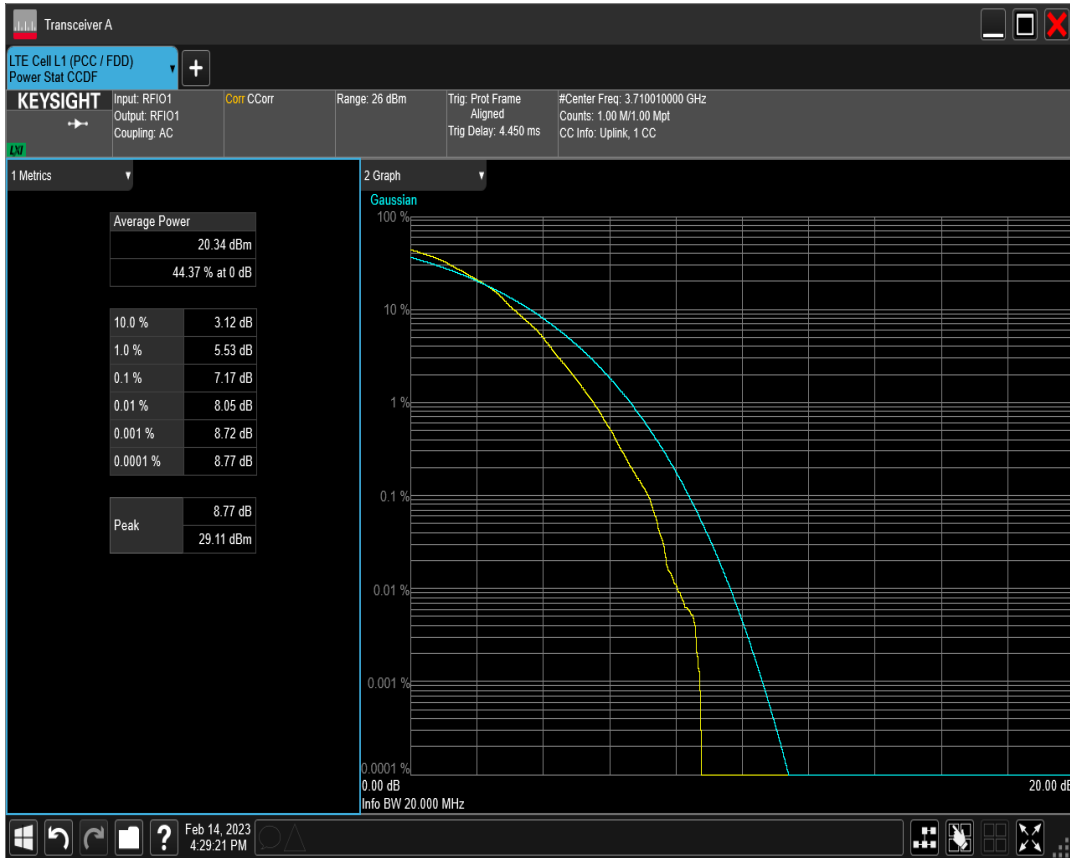 Transceiver A
LTE Cell L1 (PCC / FDD)
Power Stat CCDF
+
KEYSIGHT
LXI
Input: RFIO1
Output: RFIO1
Coupling: AC
Corr CCorr
Range: 26 dBm
Trig: Prot Frame
Aligned
Trig Delay: 4.450 ms
#Center Freq: 3.710010000 GHz
Counts: 1.00 M/1.00 Mpt
CC Info: Uplink, 1 CC
1 Metrics
Average Power
20.34 dBm
44.37 % at 0 dB
10.0 % 3.12 dB
1.0 % 5.53 dB
0.1 % 7.17 dB
0.01 % 8.05 dB
0.001 % 8.72 dB
0.0001 % 8.77 dB
Peak
8.77 dB
29.11 dBm
2 Graph
Gaussian
100 %
10 %
1 %
0.1 %
0.01 %
0.001 %
0.0001 %
0.00 dB 20.00 dB
Info BW 20.000 MHz
?
Feb 14, 2023
4:29:21 PM